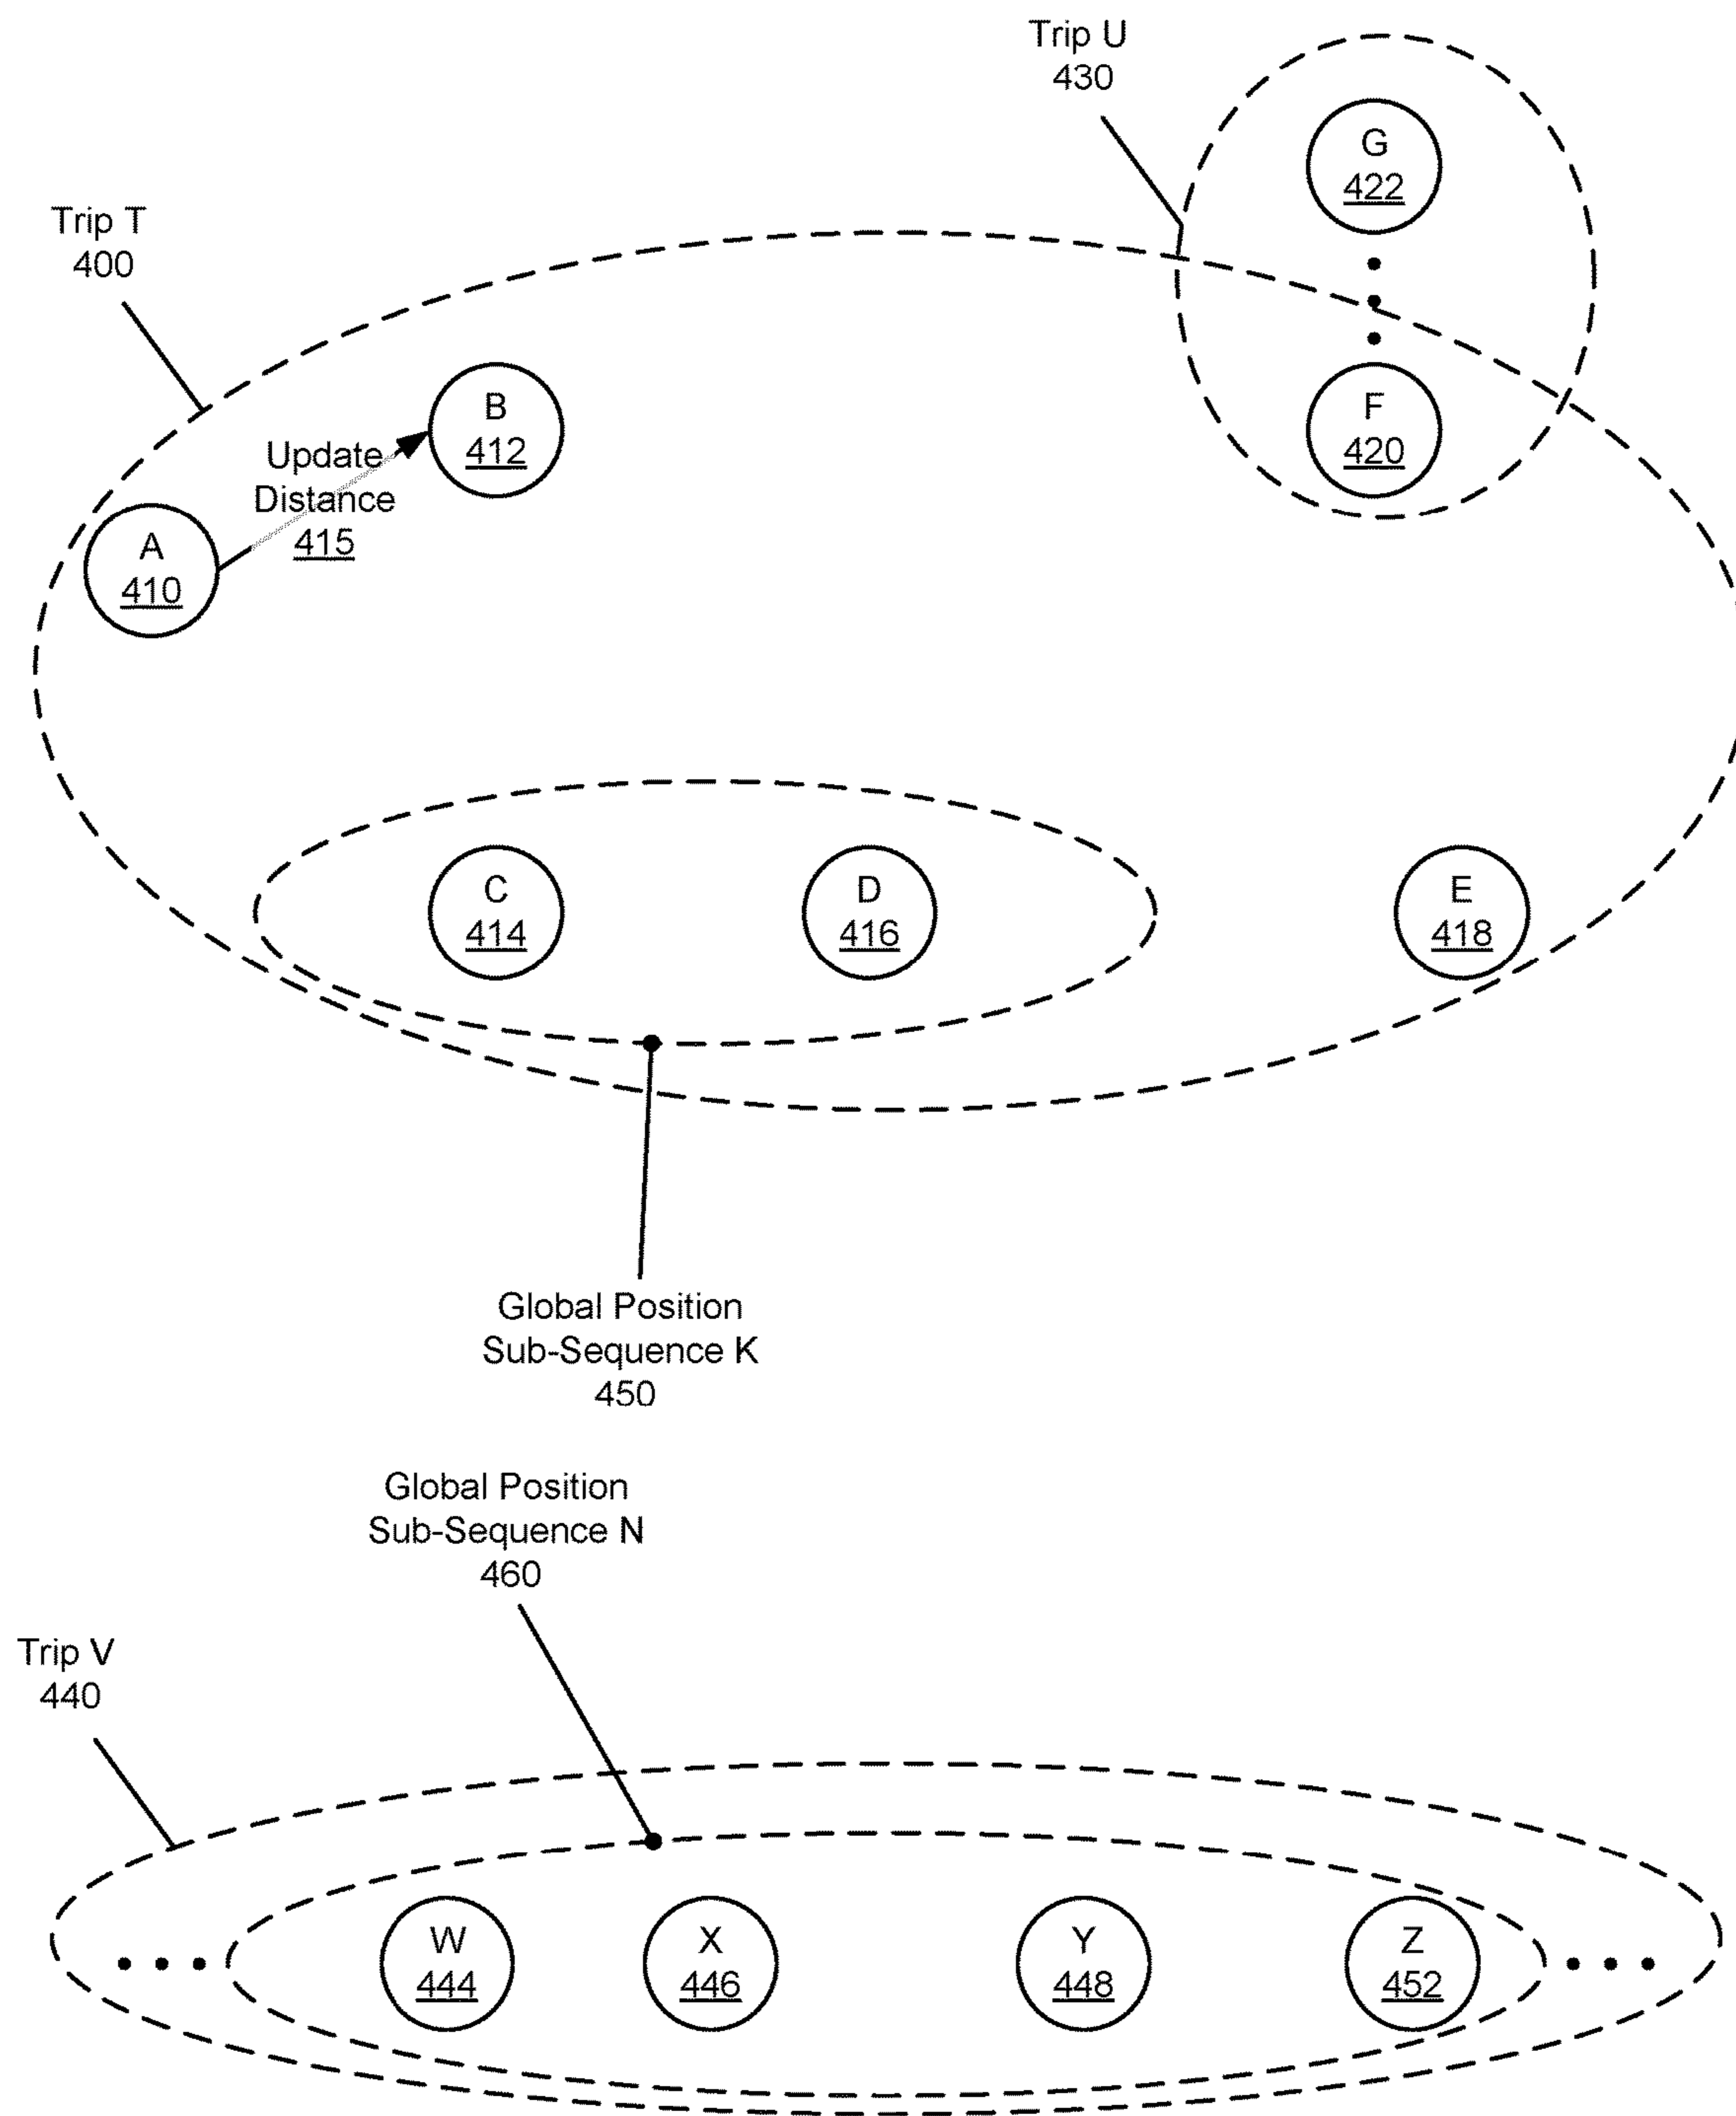 Trip U
430
G
422
Trip T
400
B
412
F
420
Update
Distance
415
A
410
C
414
D
416
E
418
Global Position
Sub-Sequence K
450
Global Position
Sub-Sequence N
460
Trip V
440
W
444
X
446
Y
448
Z
452